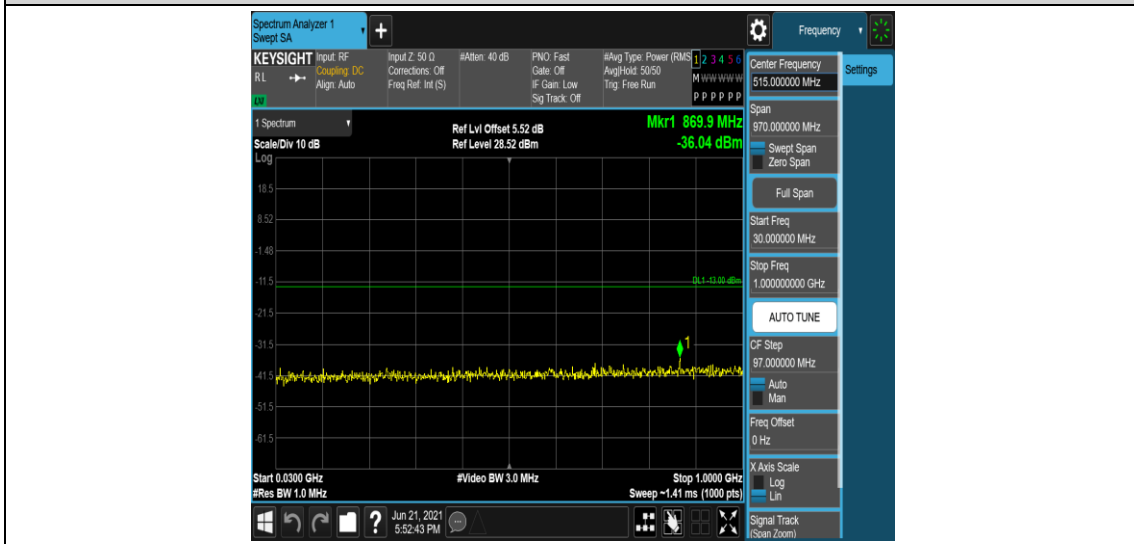 Spectrum Analyzer 1
Swept SA
+
Frequency
KEYSIGHT
RL
LXI
Input: RF
Coupling: DC
Align: Auto
Input Z: 50 Ω
Corrections: Off
Freq Ref: Int (S)
#Atten: 40 dB
PNO: Fast
Gate: Off
IF Gain: Low
Sig Track: Off
#Avg Type: Power (RMS
Avg|Hold: 50/50
Trig: Free Run
1 2 3 4 5 6
M W W W W W
P P P P P P
Center Frequency
515.000000 MHz
Settings
Span
970.000000 MHz
Swept Span
Zero Span
Full Span
Start Freq
30.000000 MHz
Stop Freq
1.000000000 GHz
AUTO TUNE
CF Step
97.000000 MHz
Auto
Man
Freq Offset
0 Hz
X Axis Scale
Log
Lin
Signal Track
(Span Zoom)
1 Spectrum
Scale/Div 10 dB
Log
Ref Lvl Offset 5.52 dB
Ref Level 28.52 dBm
Mkr1 869.9 MHz
-36.04 dBm
18.5
8.52
-1.48
-11.5
DL1 -13.00 dBm
-21.5
-31.5
1
-41.5
-51.5
-61.5
Start 0.0300 GHz
#Res BW 1.0 MHz
#Video BW 3.0 MHz
Stop 1.0000 GHz
Sweep ~1.41 ms (1000 pts)
?
Jun 21, 2021
5:52:43 PM